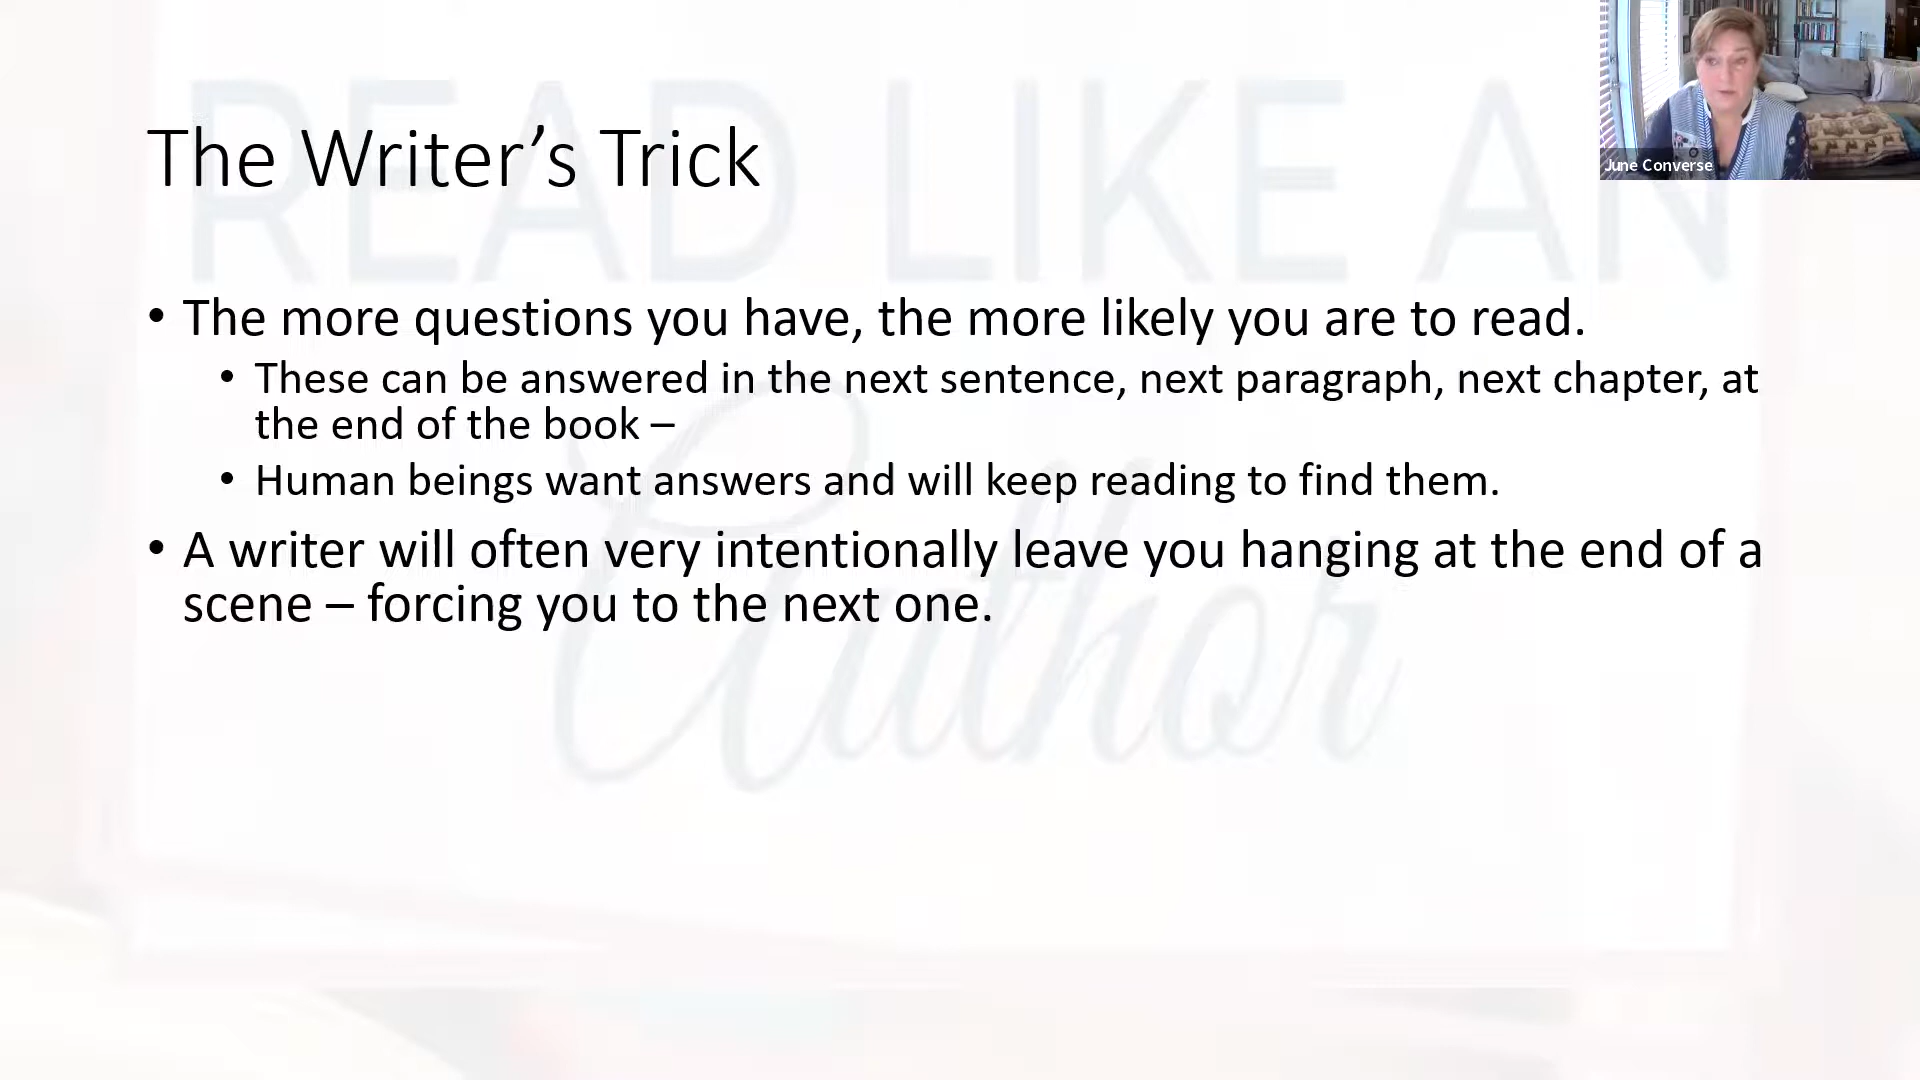 READ LIKE AN
June Converse
The Writer’s Trick
• The more questions you have, the more likely you are to read.
• These can be answered in the next sentence, next paragraph, next chapter, at
the end of the book –
• Human beings want answers and will keep reading to find them.
• A writer will often very intentionally leave you hanging at the end of a
scene – forcing you to the next one.
Author